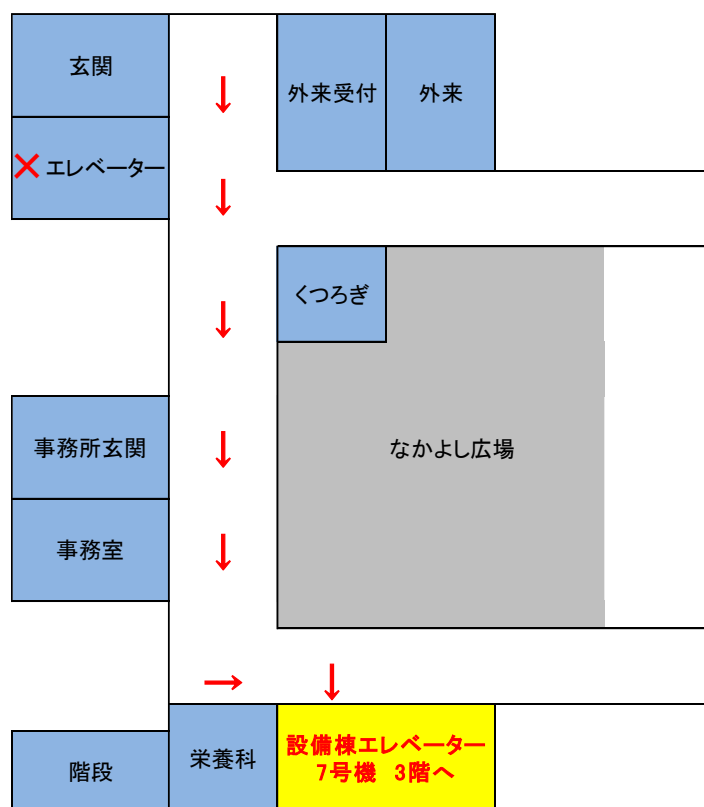 玄関
外来受付
外来
エレベーター
くつろぎ
事務所玄関
なかよし広場
事務室
階段
栄養科
設備棟エレベーター
7号機 3階へ